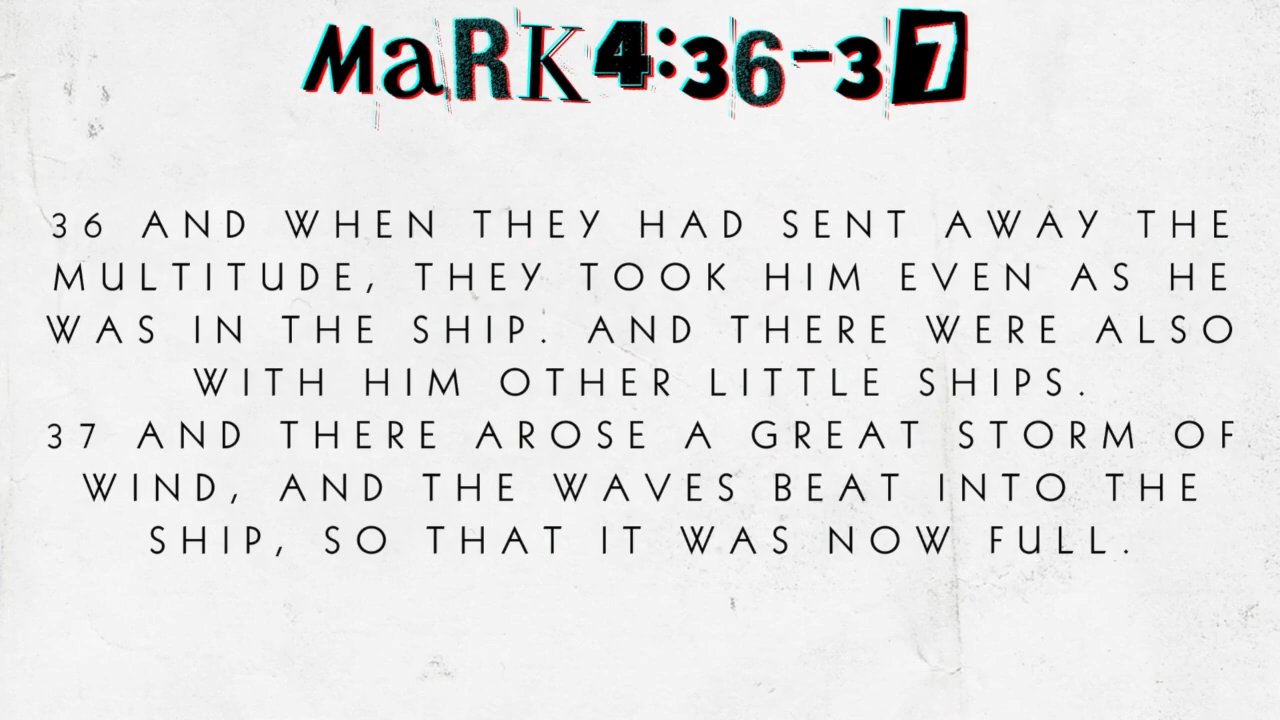 MaRK 4:36-37
36 AND WHEN THEY HAD SENT AWAY THE
MULTITUDE, THEY TOOK HIM EVEN AS HE
WAS IN THE SHIP. AND THERE WERE ALSO
WITH HIM OTHER LITTLE SHIPS.
37 AND THERE AROSE A GREAT STORM OF
WIND, AND THE WAVES BEAT INTO THE
SHIP, SO THAT IT WAS NOW FULL.